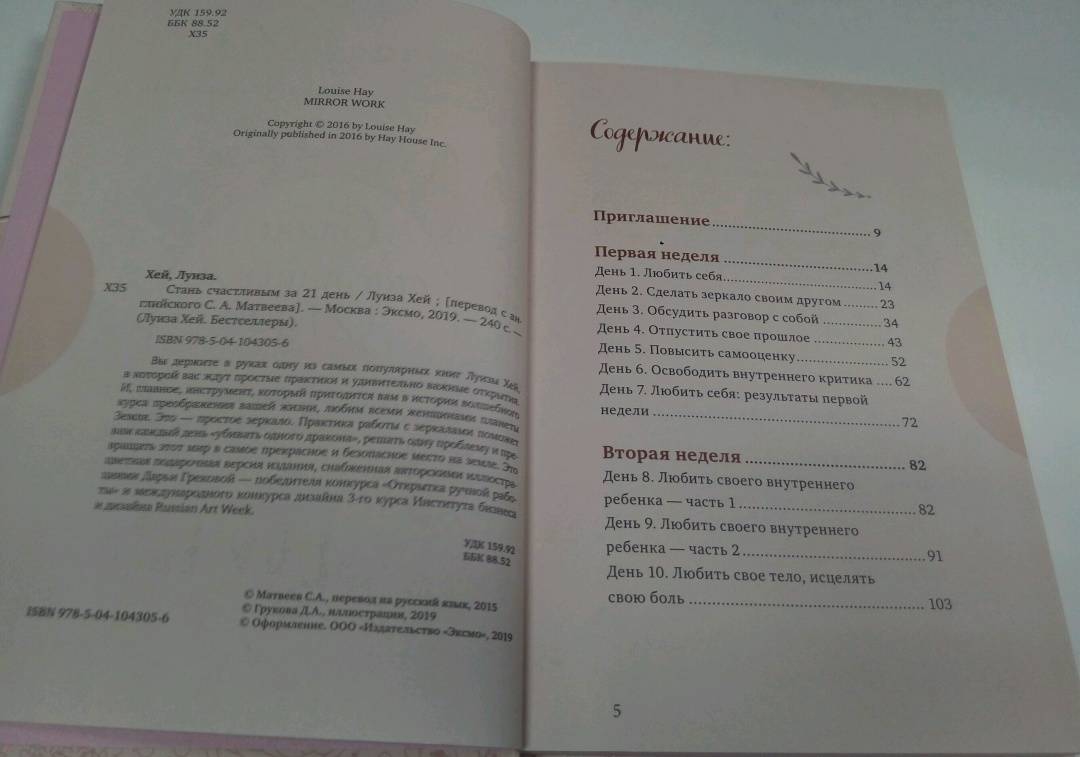 УДК 159.92
ББК 88.52
Х35
Louise Hay
MIRROR WORK
Copyright © 2016 by Louise Hay
Originally published in 2016 by Hay House Inc.
Хей, Луиза.
Х35 Стань счастливым за 21 день / Луиза Хей ; [перевод с ан-
глийского С. А. Матвеева]. — Москва : Эксмо, 2019. — 240 с. —
(Луиза Хей. Бестселлеры).
ISBN 978-5-04-104305-6
Вы держите в руках одну из самых популярных книг Луизы Хей,
в которой вас ждут простые практики и удивительно важные открытия.
И, главное, инструмент, который пригодится вам в истории волшебного
курса преображения вашей жизни, любим всеми женщинами планеты
Земля. Это — простое зеркало. Практика работы с зеркалами поможет
вам каждый день «убивать одного дракона», решать одну проблему и пре-
вращать этот мир в самое прекрасное и безопасное место на земле. Это
цветная подарочная версия издания, снабженная авторскими иллюстра-
циями Дарьи Грековой — победителя конкурса «Открытка ручной рабо-
ты» и международного конкурса дизайна 3-го курса Института бизнеса
и дизайна Russian Art Week.
УДК 159.92
ББК 88.52
© Матвеев С.А., перевод на русский язык, 2015
© Грукова Д.А., иллюстрации, 2019
ISBN 978-5-04-104305-6 © Оформление. ООО «Издательство «Эксмо», 2019
Содержание:
Приглашение 9
Первая неделя 14
День 1. Любить себя 14
День 2. Сделать зеркало своим другом 23
День 3. Обсудить разговор с собой 34
День 4. Отпустить свое прошлое 43
День 5. Повысить самооценку 52
День 6. Освободить внутреннего критика 62
День 7. Любить себя: результаты первой
недели 72
Вторая неделя 82
День 8. Любить своего внутреннего
ребенка — часть 1 82
День 9. Любить своего внутреннего
ребенка — часть 2 91
День 10. Любить свое тело, исцелять
свою боль 103
5